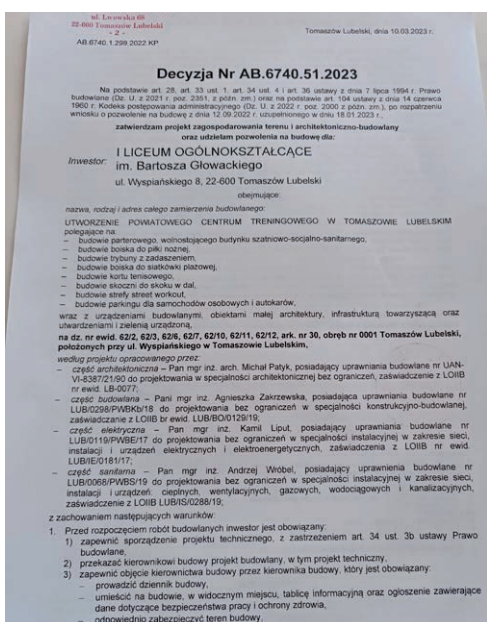 ul. Lwowska 68
22-600 Tomaszów Lubelski
- 2 -
AB.6740.1.299.2022 KP
Tomaszów Lubelski, dnia 10.03.2023 r.
Decyzja Nr AB.6740.51.2023
Na podstawie art. 28, art. 33 ust. 1, art. 34 ust. 4 i art. 36 ustawy z dnia 7 lipca 1994 r. Prawo
budowlane (Dz. U. z 2021 r. poz. 2351, z późn. zm.) oraz na podstawie art. 104 ustawy z dnia 14 czerwca
1960 r. Kodeks postępowania administracyjnego (Dz. U. z 2022 r. poz. 2000 z późn. zm.), po rozpatrzeniu
wniosku o pozwolenie na budowę z dnia 12.09.2022 r. uzupełnionego w dniu 18.01.2023 r.,
zatwierdzam projekt zagospodarowania terenu i architektoniczno-budowlany
oraz udzielam pozwolenia na budowę dla:
Inwestor: I LICEUM OGÓLNOKSZTAŁCĄCE
im. Bartosza Głowackiego
ul. Wyspiańskiego 8, 22-600 Tomaszów Lubelski
obejmujące:
nazwa, rodzaj i adres całego zamierzenia budowlanego:
UTWORZENIE POWIATOWEGO CENTRUM TRENINGOWEGO W TOMASZOWIE LUBELSKIM
polegające na
– budowie parterowego, wolnostojącego budynku szatniowo-socjalno-sanitarnego,
– budowie boiska do piłki nożnej,
– budowie trybuny z zadaszeniem,
– budowie boiska do siatkówki plażowej,
– budowie kortu tenisowego,
– budowie skoczni do skoku w dal,
– budowie strefy street workout,
– budowie parkingu dla samochodów osobowych i autokarów,
wraz z urządzeniami budowlanymi, obiektami małej architektury, infrastrukturą towarzyszącą oraz
utwardzeniami i zielenią urządzoną,
na dz. nr ewid. 62/2, 62/3, 62/6, 62/7, 62/10, 62/11, 62/12, ark. nr 30, obręb nr 0001 Tomaszów Lubelski,
położonych przy ul. Wyspiańskiego w Tomaszowie Lubelskim,
według projektu opracowanego przez:
– część architektoniczna – Pan mgr inż. arch. Michał Patyk, posiadający uprawniania budowlane nr UAN-
VI-8387/21/90 do projektowania w specjalności architektonicznej bez ograniczeń, zaświadczenie z LOIIB
nr ewid. LB-0077;
– część budowlana – Pani mgr inż. Agnieszka Zakrzewska, posiadająca uprawniania budowlane nr
LUB/0298/PWBKb/18 do projektowania bez ograniczeń w specjalności konstrukcyjno-budowlanej,
zaświadczanie z LOIIB br ewid. LUB/BO/0129/19;
– część elektryczna – Pan mgr inż. Kamil Liput, posiadający uprawniania budowlane nr
LUB/0119/PWBE/17 do projektowania bez ograniczeń w specjalności instalacyjnej w zakresie sieci,
instalacji i urządzeń elektrycznych i elektroenergetycznych, zaświadczenia z LOIIB nr ewid.
LUB/IE/0181/17;
– część sanitarna – Pan mgr inż. Andrzej Wróbel, posiadający uprawnienia budowlane nr
LUB/0068/PWBS/19 do projektowania bez ograniczeń w specjalności instalacyjnej w zakresie sieci,
instalacji i urządzeń: cieplnych, wentylacyjnych, gazowych, wodociągowych i kanalizacyjnych,
zaświadczenie z LOIIB LUB/IS/0288/19;
z zachowaniem następujących warunków:
1. Przed rozpoczęciem robót budowlanych inwestor jest obowiązany:
1) zapewnić sporządzenie projektu technicznego, z zastrzeżeniem art. 34 ust. 3b ustawy Prawo
budowlane,
2) przekazać kierownikowi budowy projekt budowlany, w tym projekt techniczny,
3) zapewnić objęcie kierownictwa budowy przez kierownika budowy, który jest obowiązany:
– prowadzić dziennik budowy,
– umieścić na budowie, w widocznym miejscu, tablicę informacyjną oraz ogłoszenie zawierające
dane dotyczące bezpieczeństwa pracy i ochrony zdrowia,
– odpowiednio zabezpieczyć teren budowy,